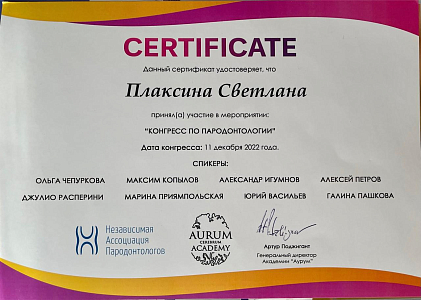 CERTIFICATE
Данный сертификат удостоверяет, что
Плаксина Светлана
принял(а) участие в мероприятии:
"КОНГРЕСС ПО ПАРОДОНТОЛОГИИ"
Дата конгресса: 11 декабря 2022 года.
СПИКЕРЫ:
ОЛЬГА ЧЕПУРКОВА МАКСИМ КОПЫЛОВ АЛЕКСАНДР ИГУМНОВ АЛЕКСЕЙ ПЕТРОВ
ДЖУЛИО РАСПЕРИНИ МАРИНА ПРИЯМПОЛЬСКАЯ ЮРИЙ ВАСИЛЬЕВ ГАЛИНА ПАШКОВА
Независимая
Ассоциация
Пародонтологов
AURUM
CEREBRUM
ACADEMY
Артур Поджигант
Генеральный директор
Академии "Аурум"